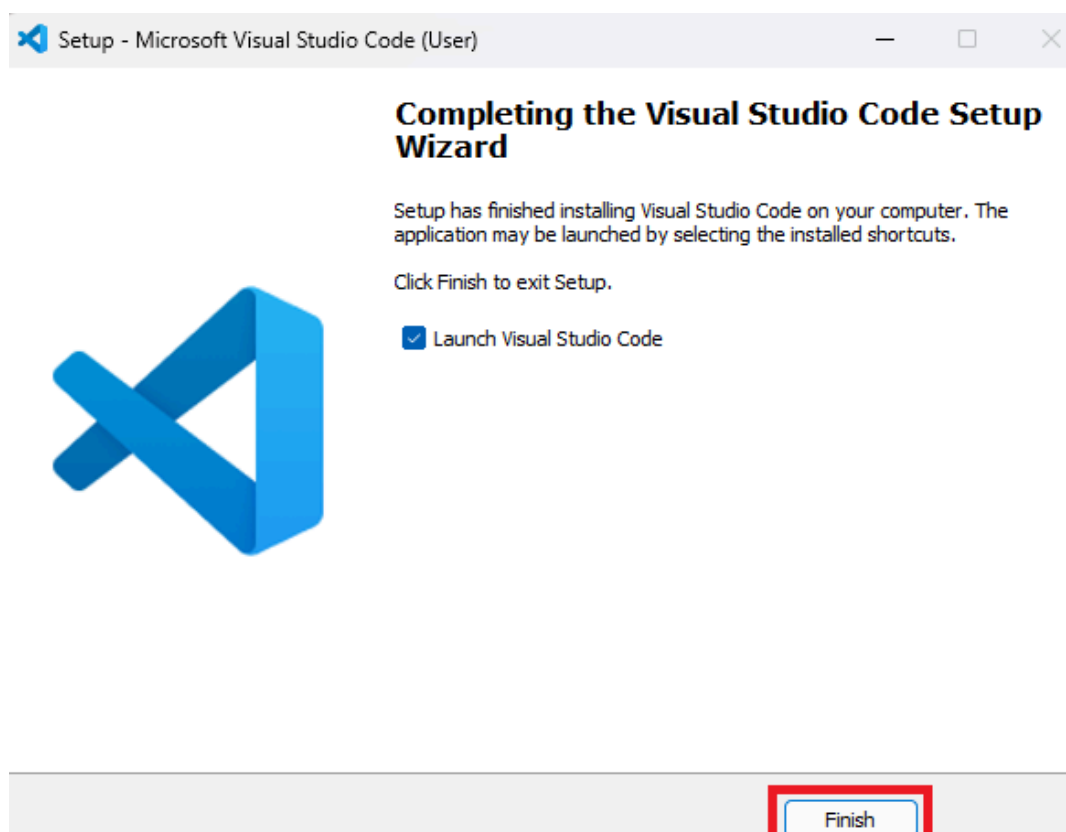 Setup - Microsoft Visual Studio Code (User)
Completing the Visual Studio Code Setup
Wizard
Setup has finished installing Visual Studio Code on your computer. The
application may be launched by selecting the installed shortcuts.
Click Finish to exit Setup.
Launch Visual Studio Code
Finish